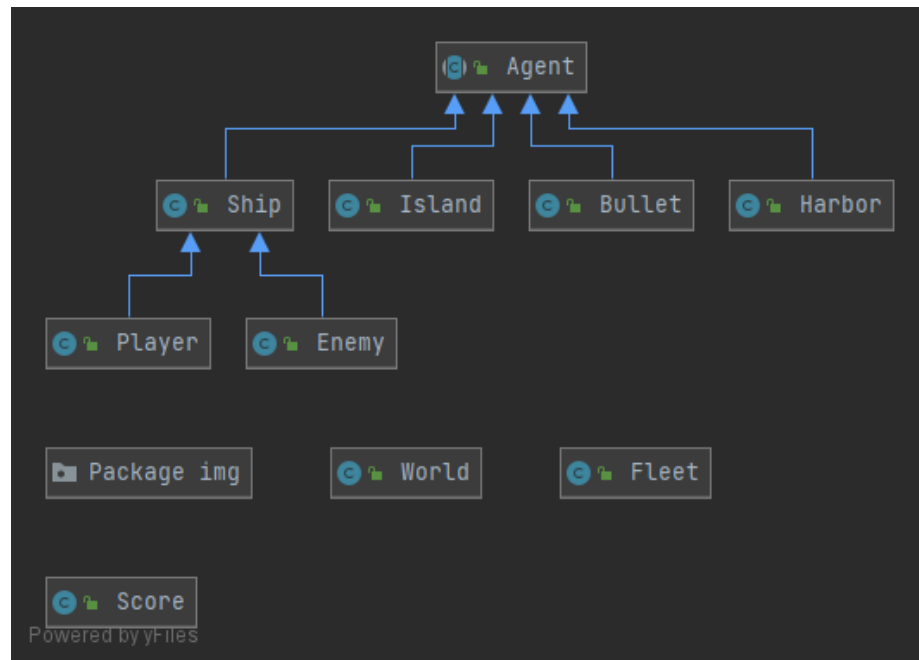 Agent
Ship
Island
Bullet
Harbor
Player
Enemy
Package img
World
Fleet
Score
Powered by yFiles